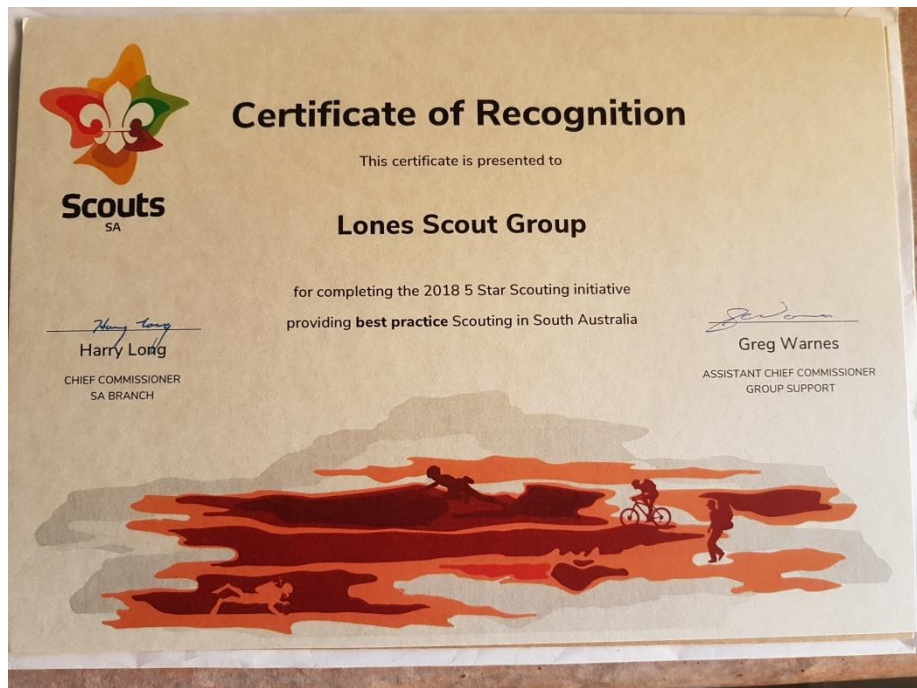 Scouts
SA
Certificate of Recognition
This certificate is presented to
Lones Scout Group
for completing the 2018 5 Star Scouting initiative
providing best practice Scouting in South Australia
Harry Long
Harry Long
CHIEF COMMISSIONER
SA BRANCH
Greg Warnes
ASSISTANT CHIEF COMMISSIONER
GROUP SUPPORT